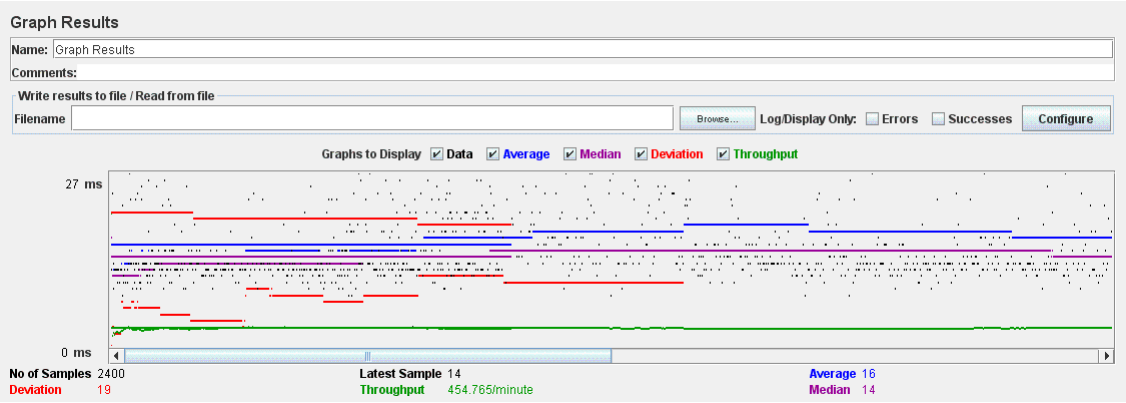 Graph Results
Name: Graph Results
Comments:
Write results to file / Read from file
Filename Browse... Log/Display Only: Errors Successes Configure
Graphs to Display Data Average Median Deviation Throughput
27 ms
0 ms
No of Samples 2400 Latest Sample 14 Average 16
Deviation 19 Throughput 454.765/minute Median 14